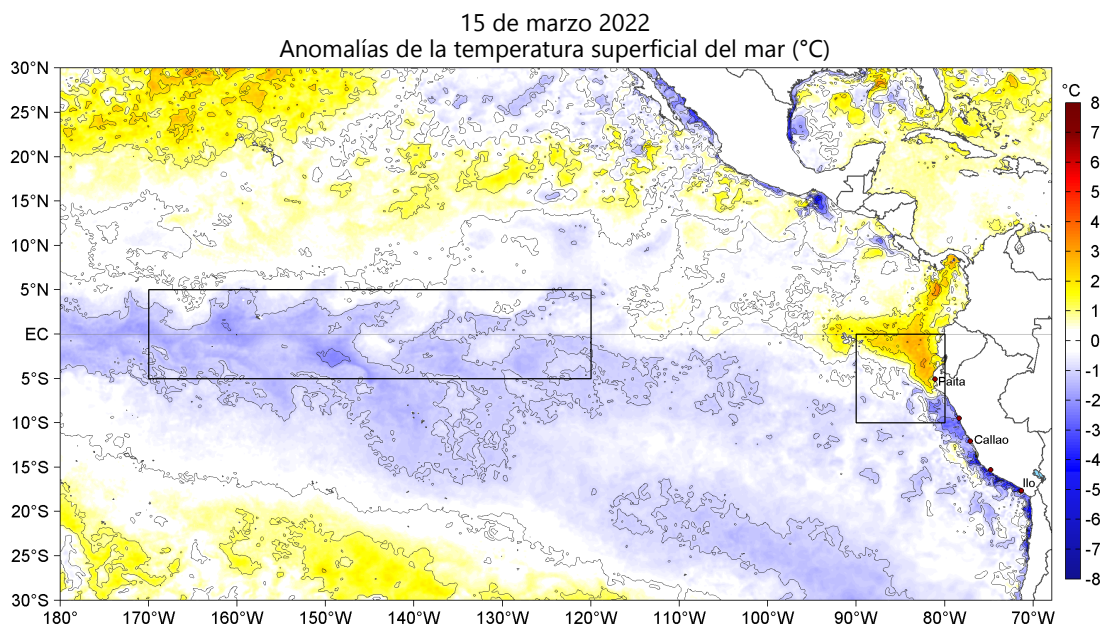 15 de marzo 2022
Anomalías de la temperatura superficial del mar (°C)
30°N
25°N
20°N
15°N
10°N
5°N
EC
5°S
10°S
15°S
20°S
25°S
30°S
180°W
170°W
160°W
150°W
140°W
130°W
120°W
110°W
100°W
90°W
80°W
70°W
Paita
Callao
Ilo
°C
8
7
6
5
4
3
2
1
0
-1
-2
-3
-4
-5
-6
-7
-8